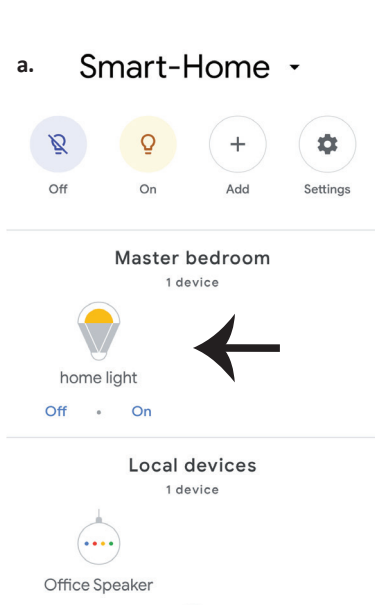 a. Smart-Home
Off On Add Settings
Master bedroom
1 device
home light
Off • On
Local devices
1 device
Office Speaker